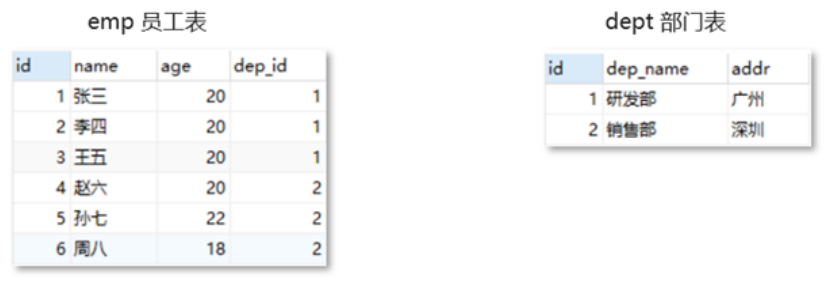 emp 员工表
id name age dep_id
1 张三 20 1
2 李四 20 1
3 王五 20 1
4 赵六 20 2
5 孙七 22 2
6 周八 18 2
dept 部门表
id dep_name addr
1 研发部 广州
2 销售部 深圳